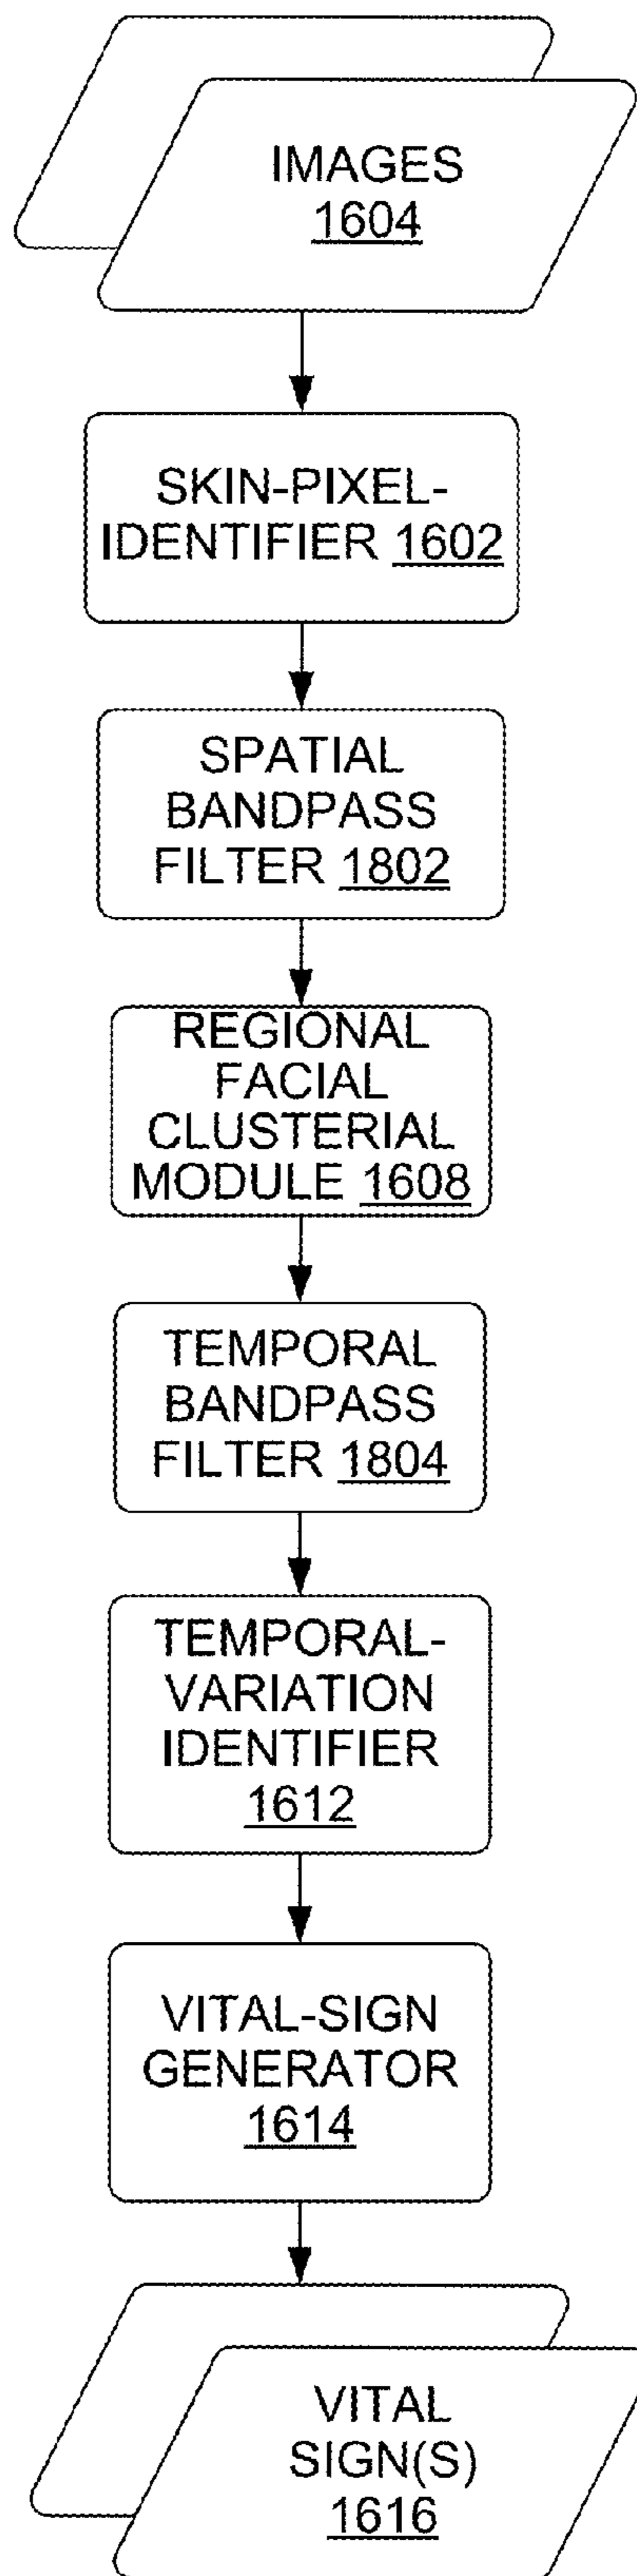 IMAGES
1604
SKIN-PIXEL-
IDENTIFIER 1602
SPATIAL
BANDPASS
FILTER 1802
REGIONAL
FACIAL
CLUSTERIAL
MODULE 1608
TEMPORAL
BANDPASS
FILTER 1804
TEMPORAL-
VARIATION
IDENTIFIER
1612
VITAL-SIGN
GENERATOR
1614
VITAL
SIGN(S)
1616